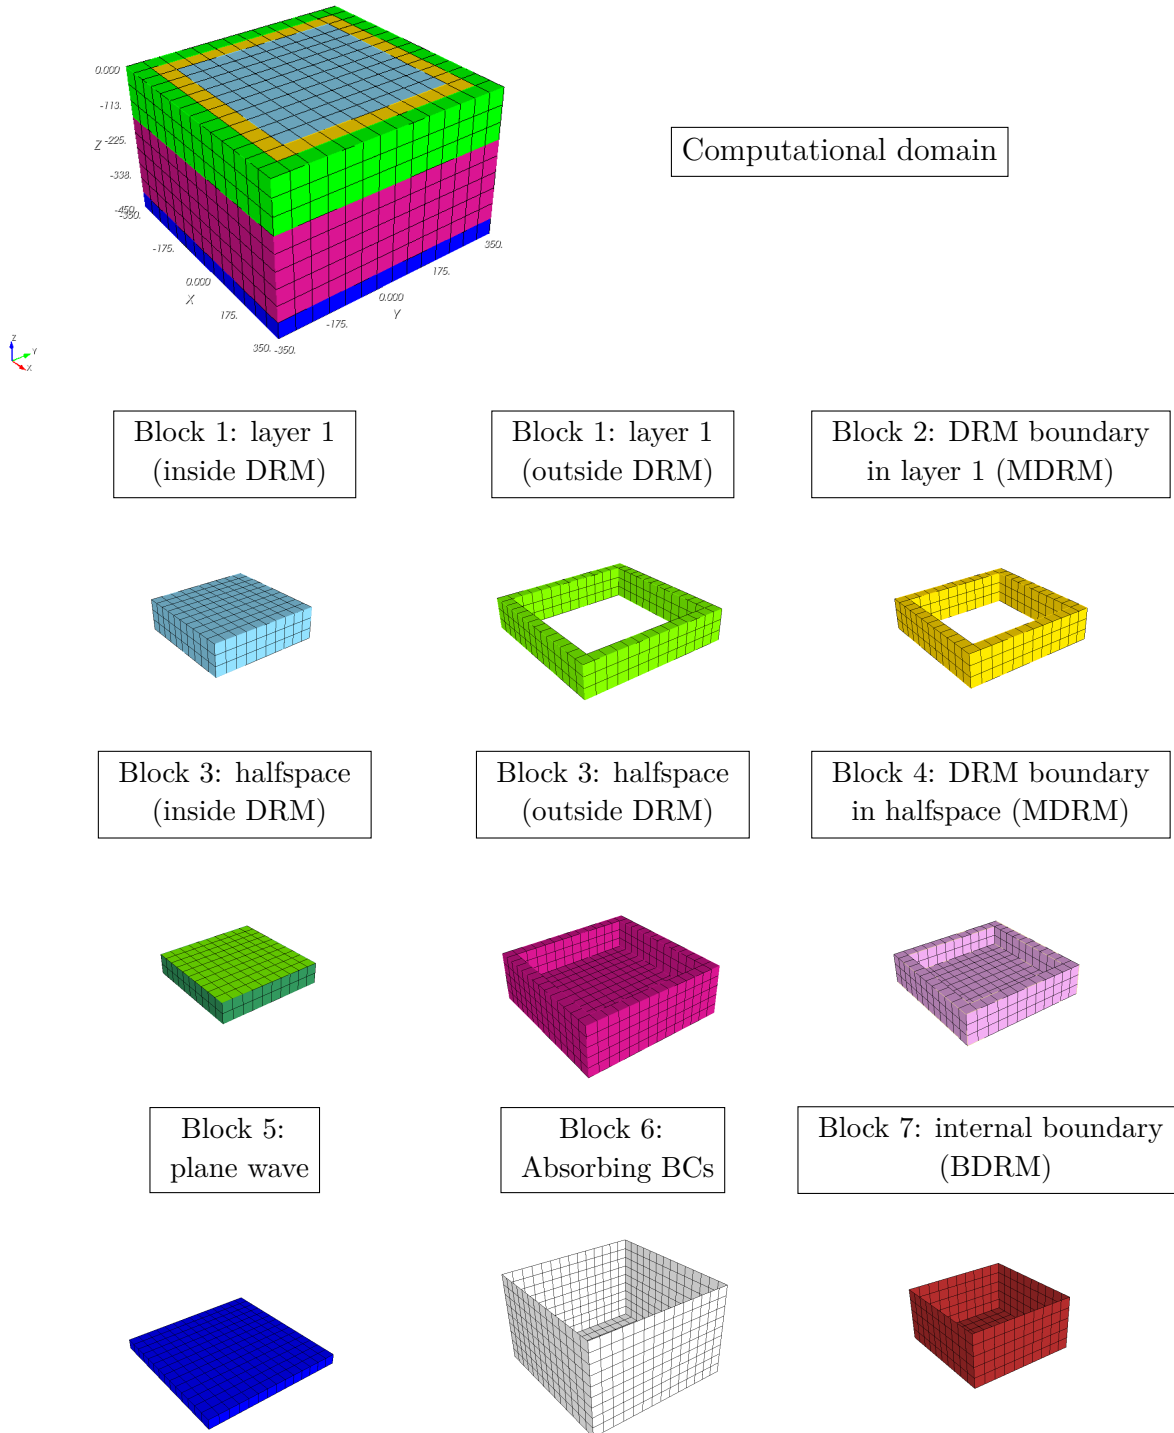 0.000
-113.
Z -225.
-338.
-450.
-350.
-175.
0.000
X
175.
350.
-350.
-175.
0.000
Y
175.
350.
Z
Y
X
Computational domain
Block 1: layer 1
(inside DRM)
Block 1: layer 1
(outside DRM)
Block 2: DRM boundary
in layer 1 (MDRM)
Block 3: halfspace
(inside DRM)
Block 3: halfspace
(outside DRM)
Block 4: DRM boundary
in halfspace (MDRM)
Block 5:
plane wave
Block 6:
Absorbing BCs
Block 7: internal boundary
(BDRM)